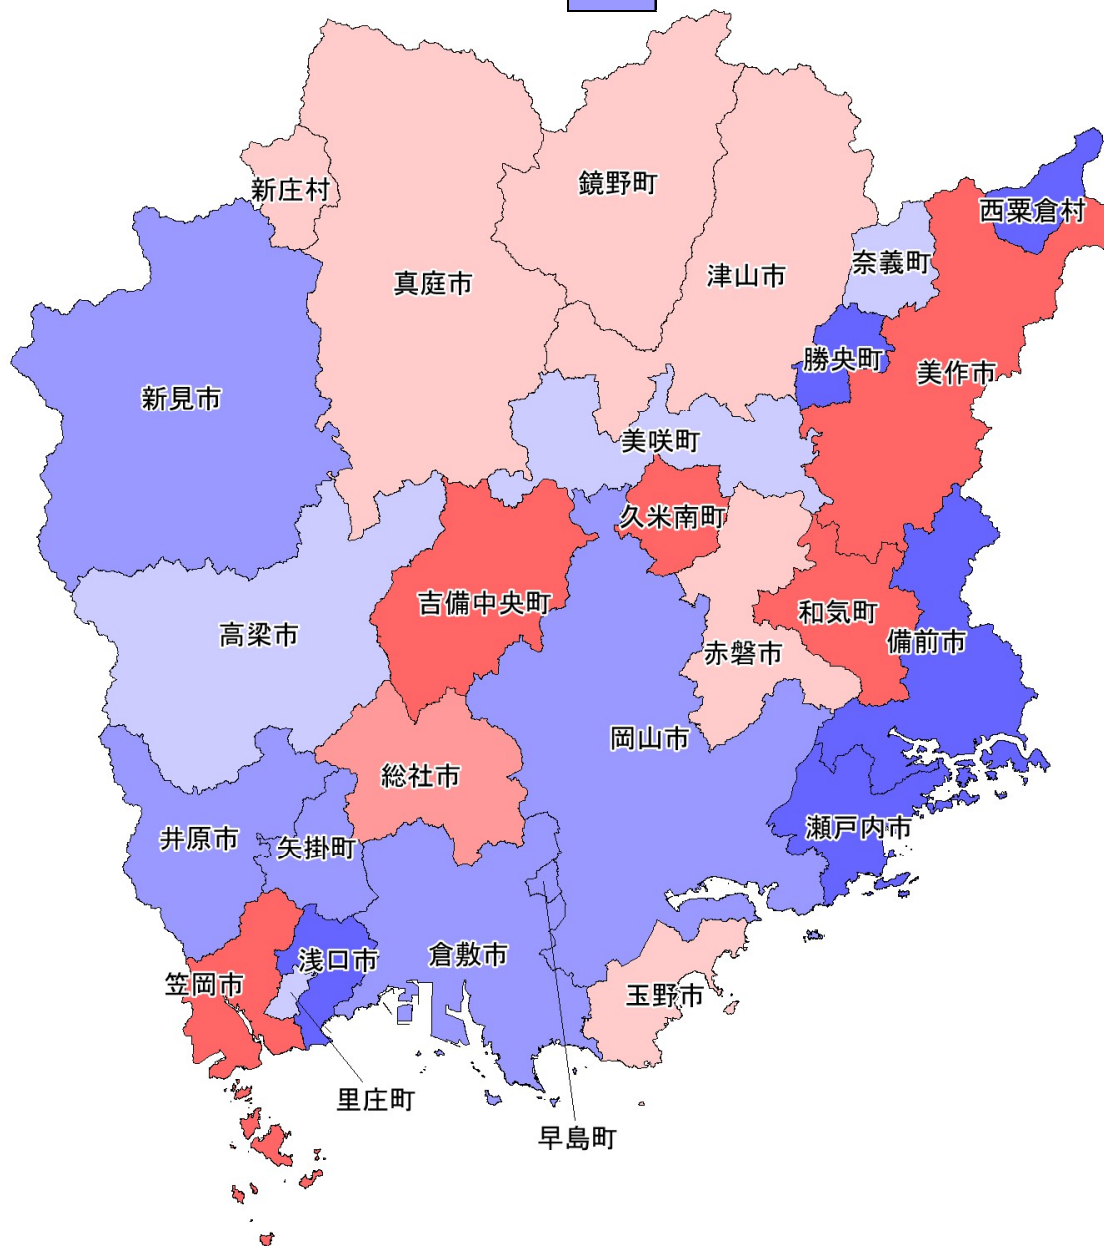 新庄村
鏡野町
西粟倉村
奈義町
真庭市
津山市
勝央町
美作市
新見市
美咲町
久米南町
吉備中央町
和気町
高梁市
備前市
赤磐市
岡山市
総社市
瀬戸内市
井原市
矢掛町
浅口市
倉敷市
笠岡市
玉野市
里庄町
早島町